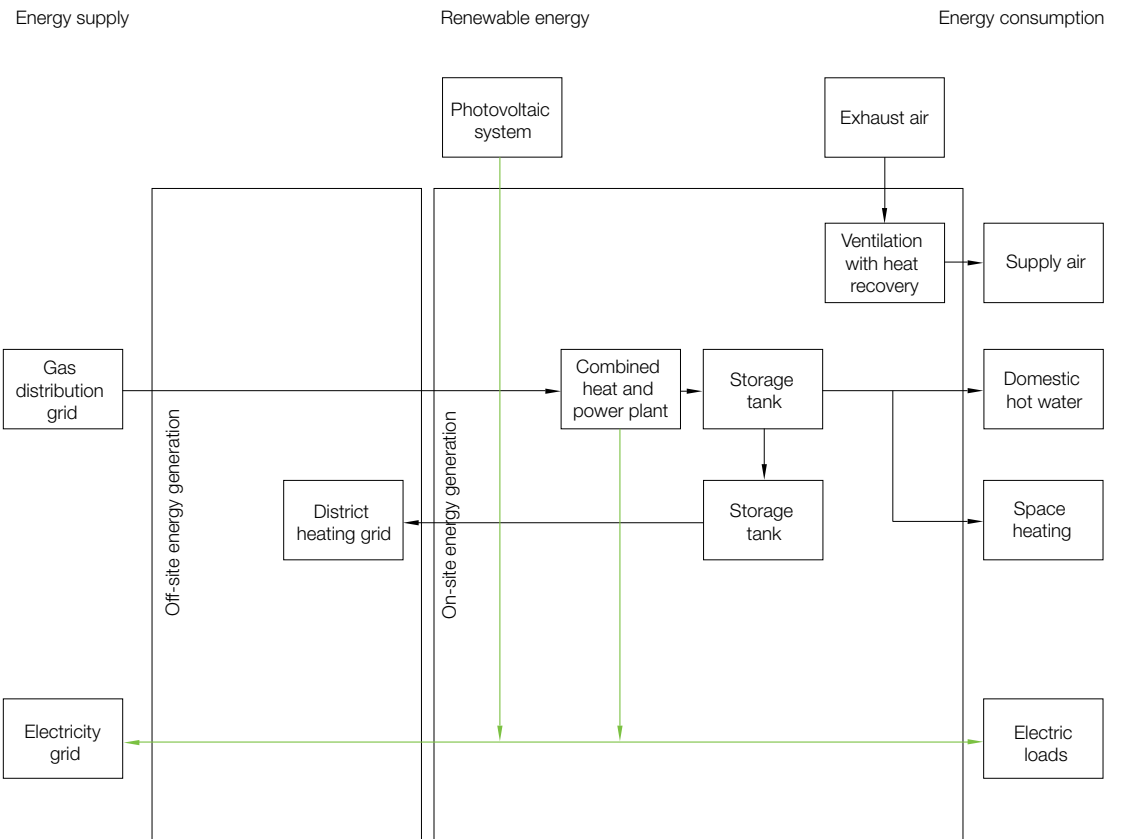 Energy supply
Renewable energy
Energy consumption
Photovoltaic
system
Exhaust air
Ventilation
with heat
recovery
Supply air
Gas
distribution
grid
Combined
heat and
power plant
Storage
tank
Domestic
hot water
Off-site energy generation
On-site energy generation
District
heating grid
Storage
tank
Space
heating
Electricity
grid
Electric
loads